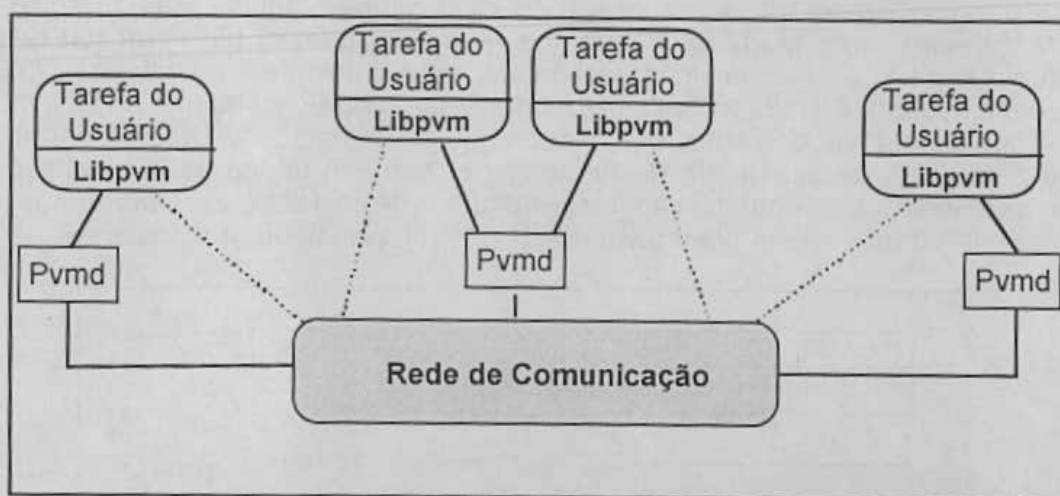 Tarefa do
Usuário
Libpvm
Tarefa do
Usuário
Libpvm
Tarefa do
Usuário
Libpvm
Tarefa do
Usuário
Libpvm
Pvmd
Pvmd
Pvmd
Rede de Comunicação